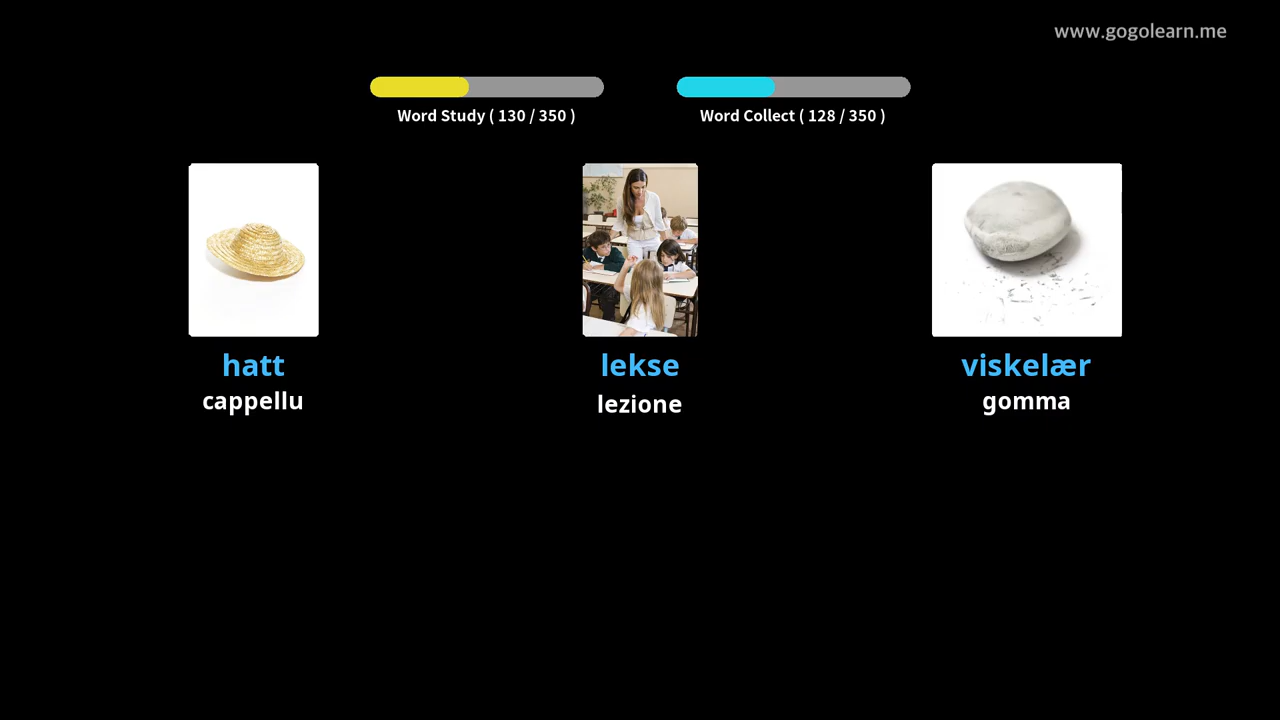 www.gogolearn.me
Word Study ( 130 / 350 )
Word Collect ( 128 / 350 )
hatt
cappellu
lekse
lezione
viskelær
gomma